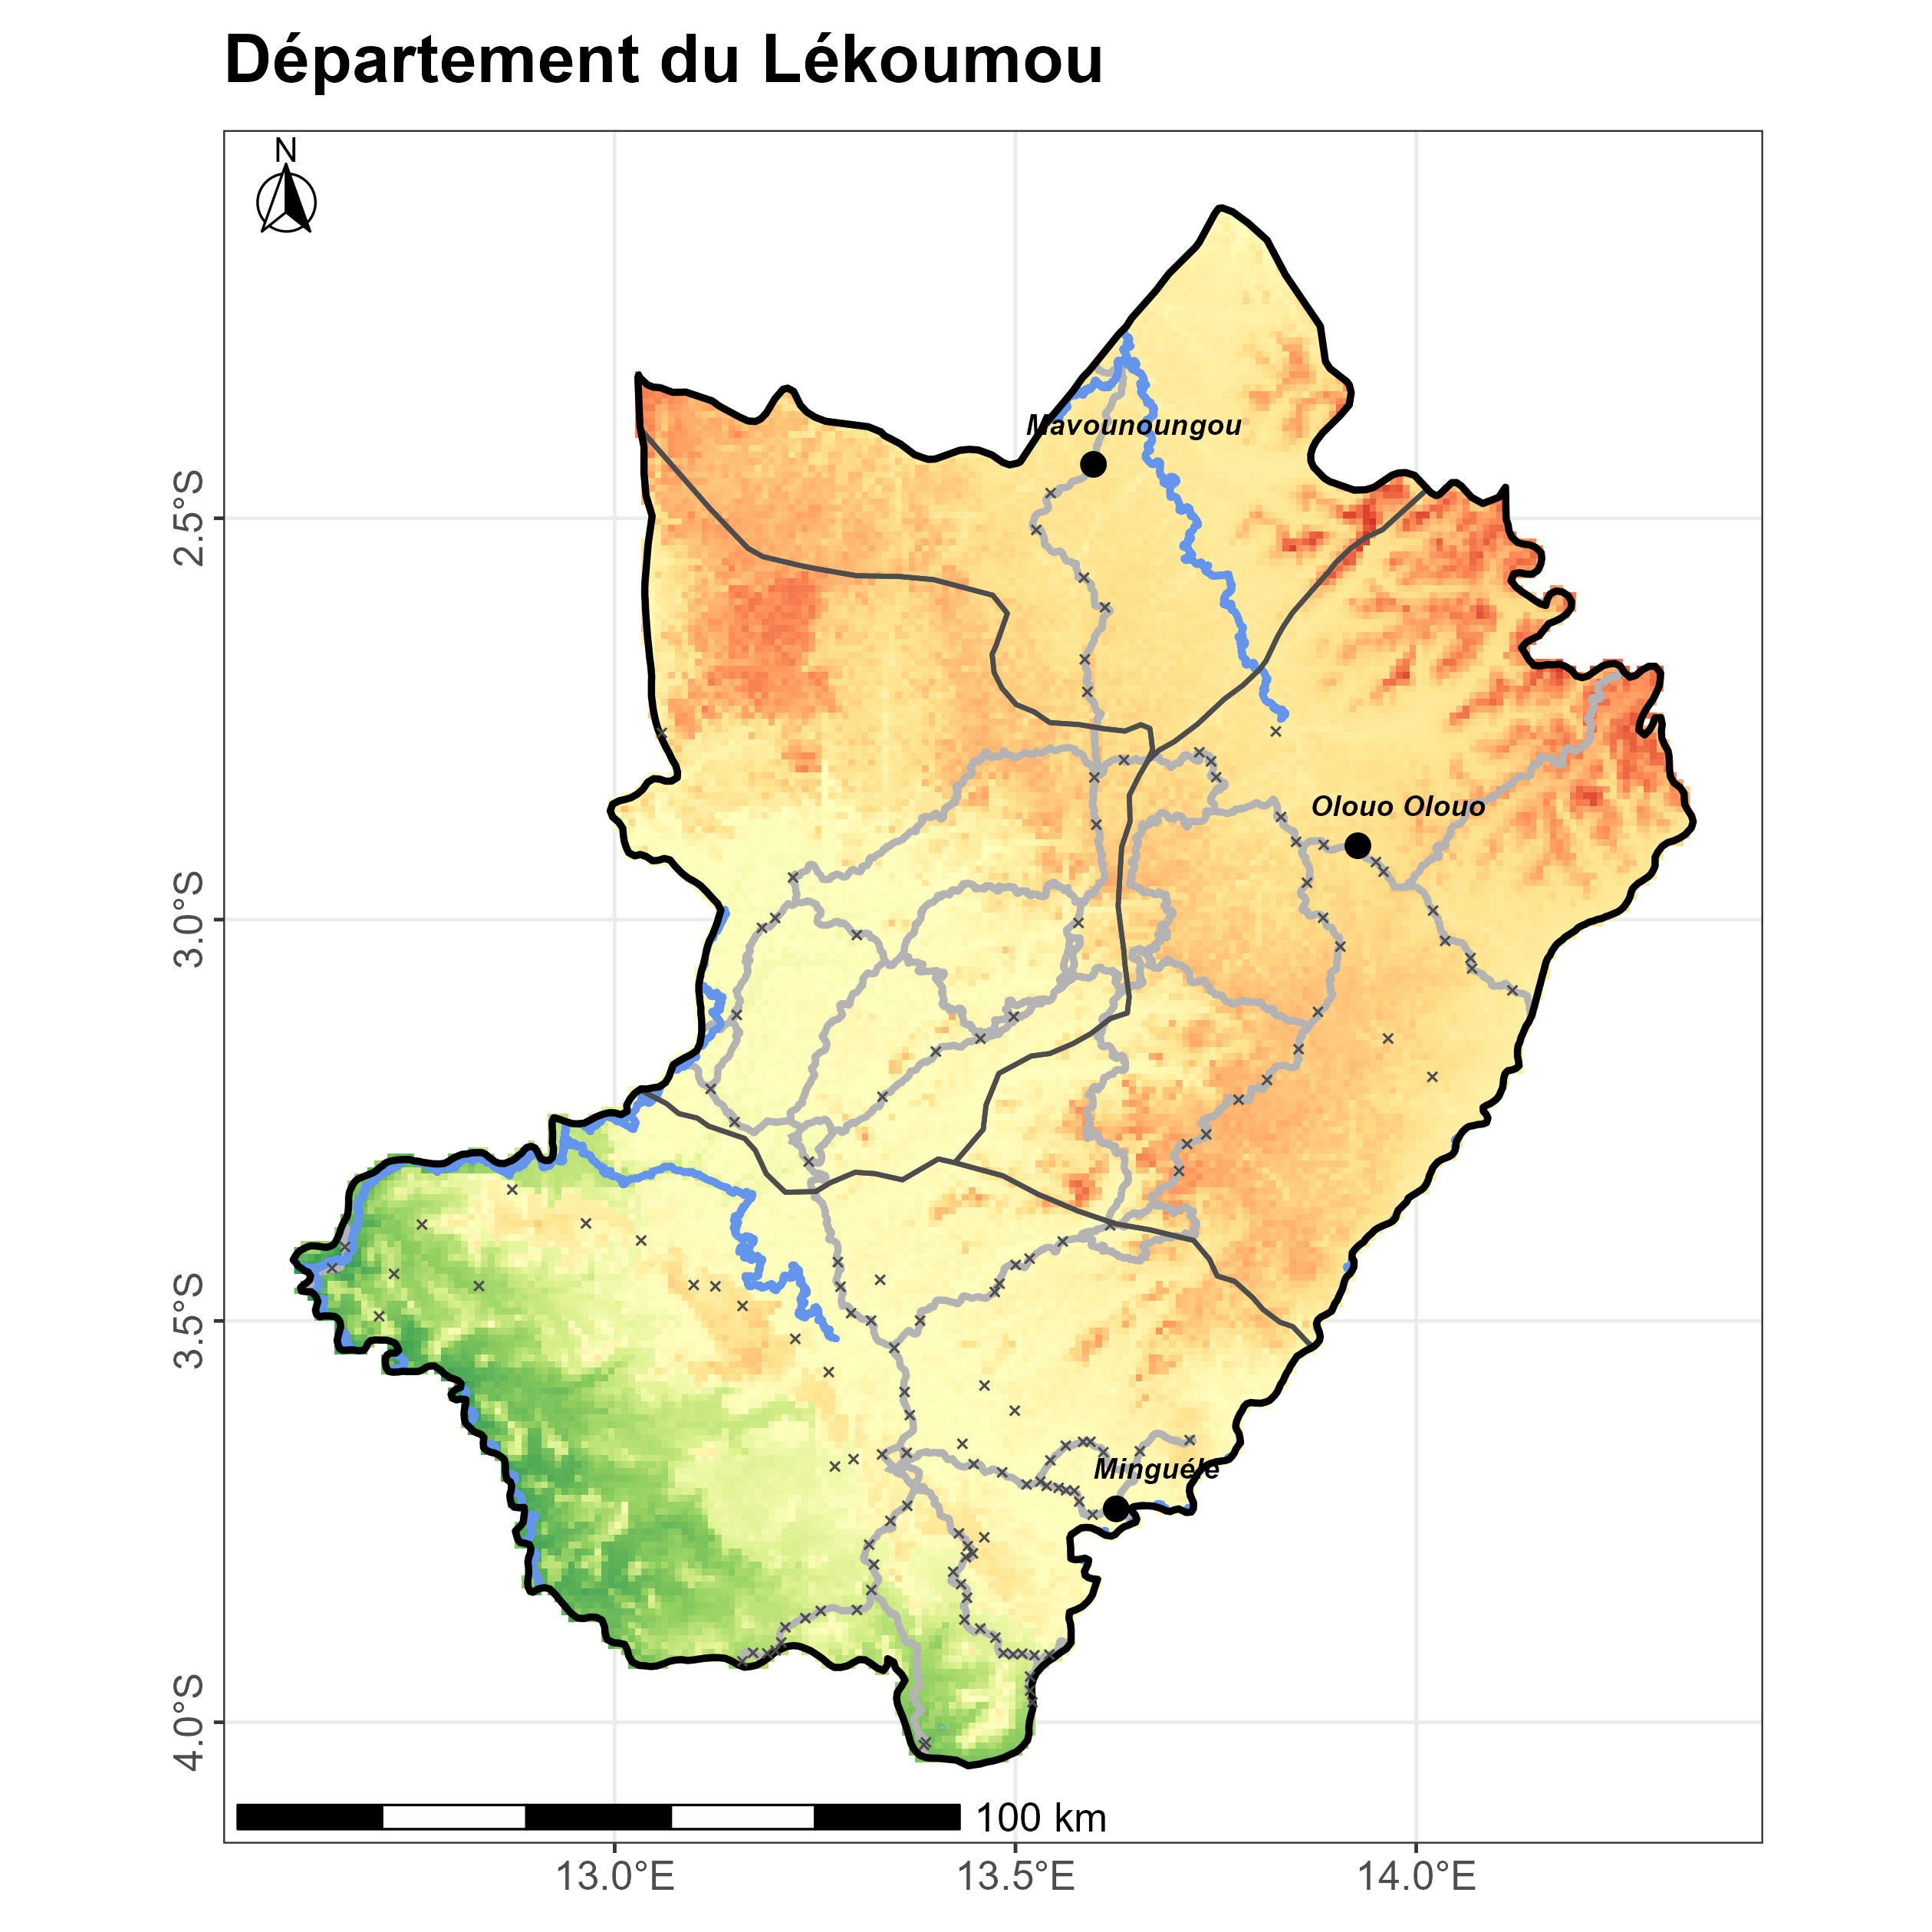 Département du Lékoumou
N
Mavounoungou
2.5°S
Olouo Olouo
3.0°S
3.5°S
Minguéle
4.0°S
100 km
13.0°E 13.5°E 14.0°E